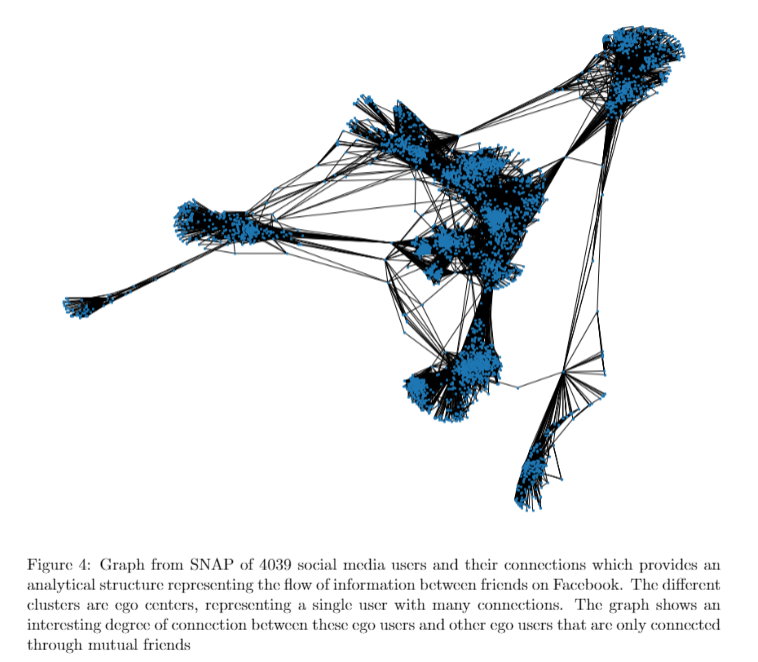 Figure 4: Graph from SNAP of 4039 social media users and their connections which provides an
analytical structure representing the flow of information between friends on Facebook. The different
clusters are ego centers, representing a single user with many connections. The graph shows an
interesting degree of connection between these ego users and other ego users that are only connected
through mutual friends